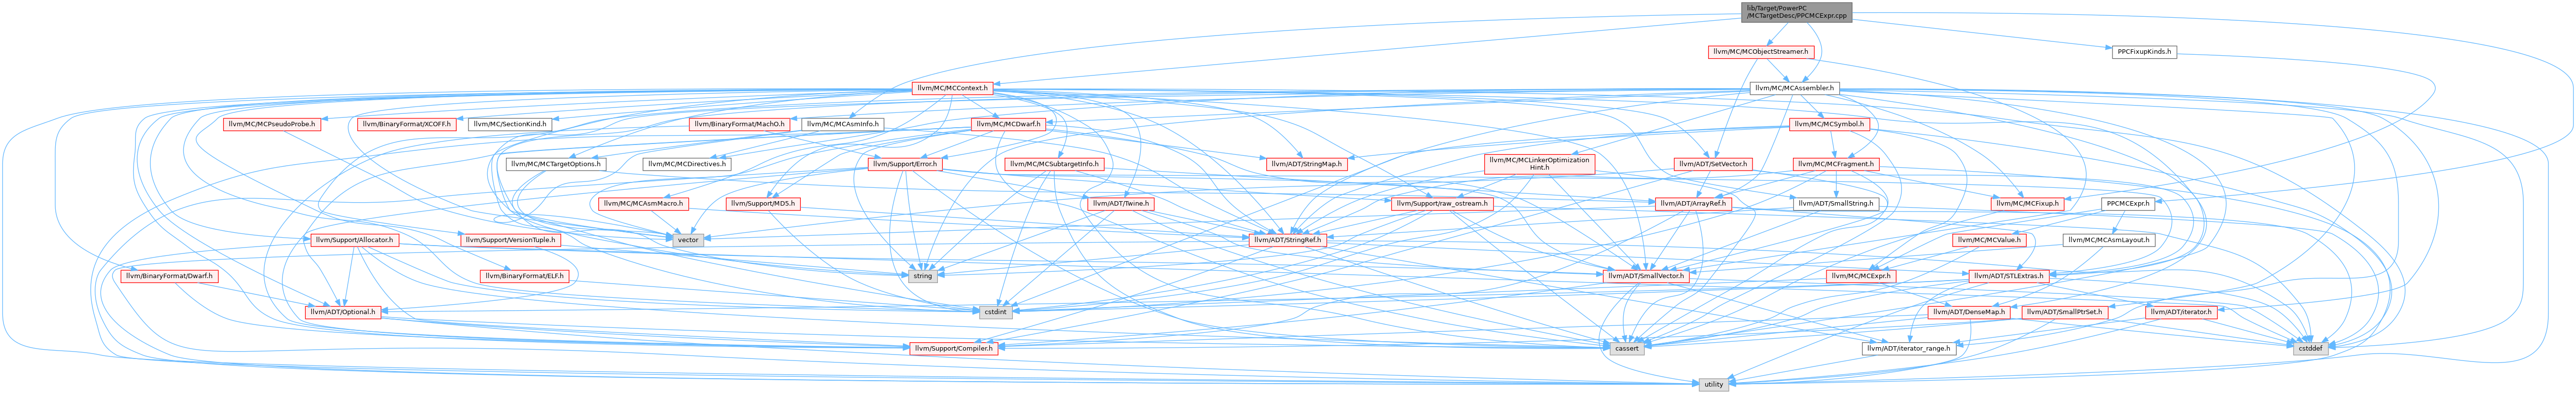 lib/Target/PowerPC
/MCTargetDesc/PPCMCExpr.cpp
llvm/MC/MCObjectStreamer.h
PPCFixupKinds.h
llvm/MC/MCContext.h
llvm/MC/MCAssembler.h
llvm/MC/MCPseudoProbe.h
llvm/BinaryFormat/XCOFF.h
llvm/MC/SectionKind.h
llvm/BinaryFormat/MachO.h
llvm/MC/MCAsmInfo.h
llvm/MC/MCDwarf.h
llvm/MC/MCSymbol.h
llvm/MC/MCTargetOptions.h
llvm/MC/MCDirectives.h
llvm/Support/Error.h
llvm/MC/MCSubtargetInfo.h
llvm/ADT/StringMap.h
llvm/MC/MCLinkerOptimization
Hint.h
llvm/ADT/SetVector.h
llvm/MC/MCFragment.h
llvm/MC/MCAsmMacro.h
llvm/Support/MD5.h
llvm/ADT/Twine.h
llvm/Support/raw_ostream.h
llvm/ADT/ArrayRef.h
llvm/ADT/SmallString.h
llvm/MC/MCFixup.h
PPCMCExpr.h
llvm/Support/Allocator.h
llvm/Support/VersionTuple.h
vector
llvm/ADT/StringRef.h
llvm/MC/MCValue.h
llvm/MC/MCAsmLayout.h
llvm/BinaryFormat/Dwarf.h
llvm/BinaryFormat/ELF.h
string
llvm/ADT/SmallVector.h
llvm/MC/MCExpr.h
llvm/ADT/STLExtras.h
llvm/ADT/Optional.h
cstdint
llvm/ADT/DenseMap.h
llvm/ADT/SmallPtrSet.h
llvm/ADT/iterator.h
llvm/Support/Compiler.h
cassert
llvm/ADT/iterator_range.h
cstddef
utility